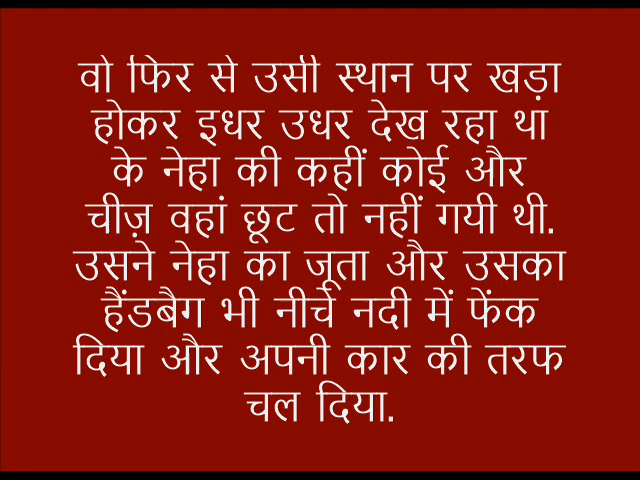 वो फिर से उसी स्थान पर खड़ा
होकर इधर उधर देख रहा था
के नेहा की कहीं कोई और
चीज़ वहां छूट तो नहीं गयी थी.
उसने नेहा का जूता और उसका
हैंडबैग भी नीचे नदी में फेंक
दिया और अपनी कार की तरफ
चल दिया.